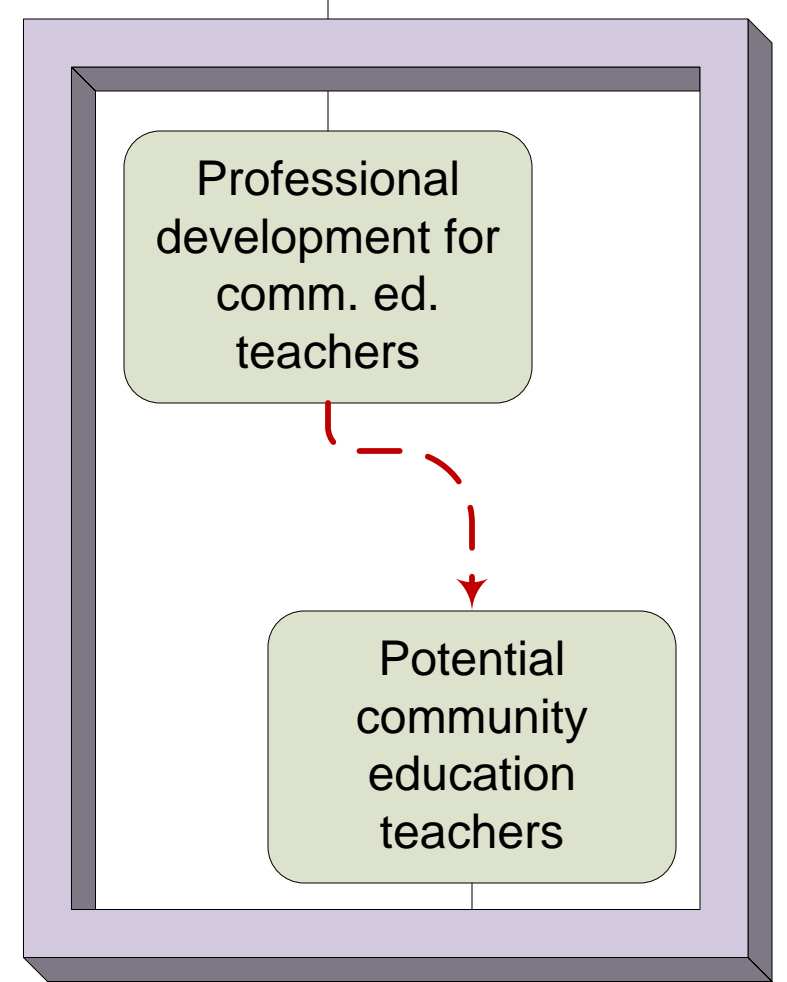 Professional
development for
comm. ed.
teachers
Potential
community
education
teachers